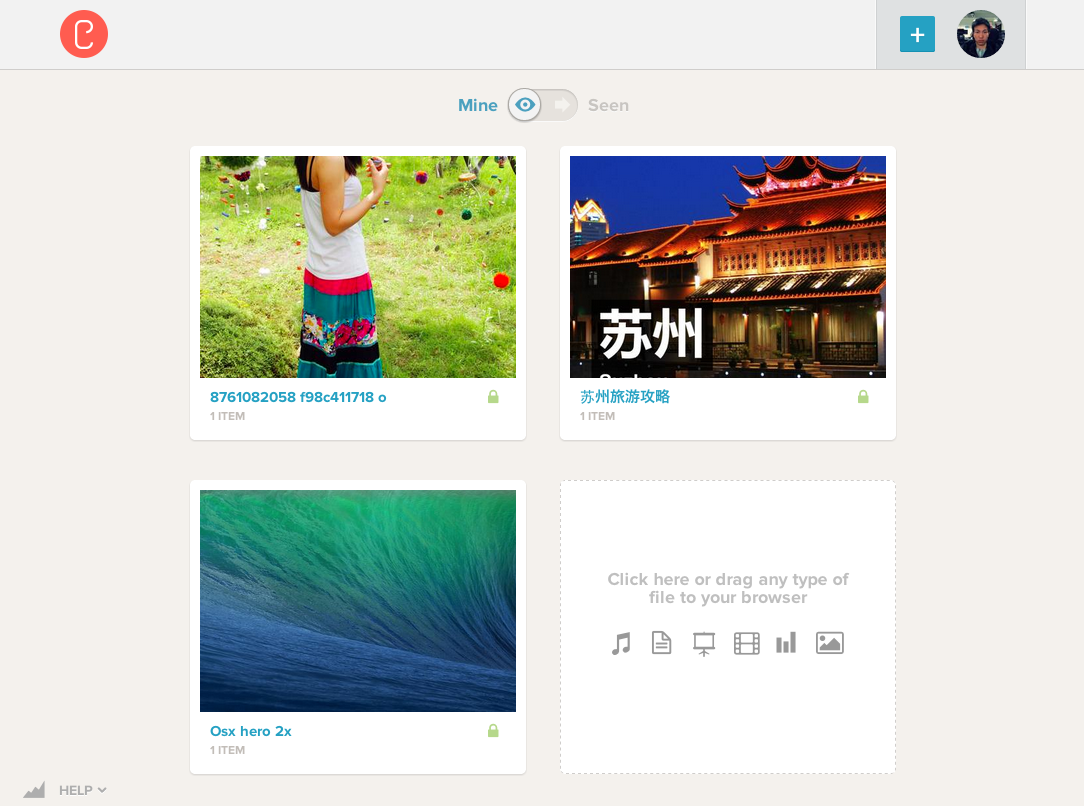 Mine
Seen
苏州
8761082058 f98c411718 o
1 ITEM
苏州旅游攻略
1 ITEM
Click here or drag any type of
file to your browser
Osx hero 2x
1 ITEM
HELP